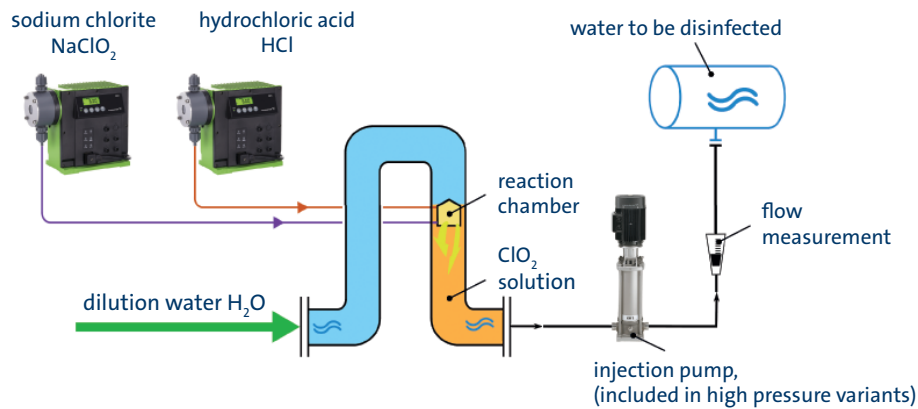 sodium chlorite
NaClO₂
hydrochloric acid
HCl
water to be disinfected
reaction
chamber
flow
measurement
ClO₂
solution
dilution water H₂O
injection pump,
(included in high pressure variants)